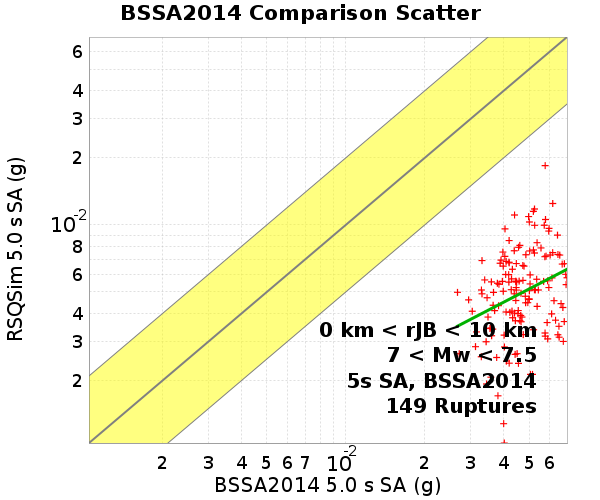 BSSA2014 Comparison Scatter
RSQSim 5.0 s SA (g)
6
4
3
2
10-2
8
6
4
3
2
0 km < rJB < 10 km
7 < Mw < 7.5
5s SA, BSSA2014
149 Ruptures
2 3 4 5 6 7 10-2 2 3 4 5 6
BSSA2014 5.0 s SA (g)